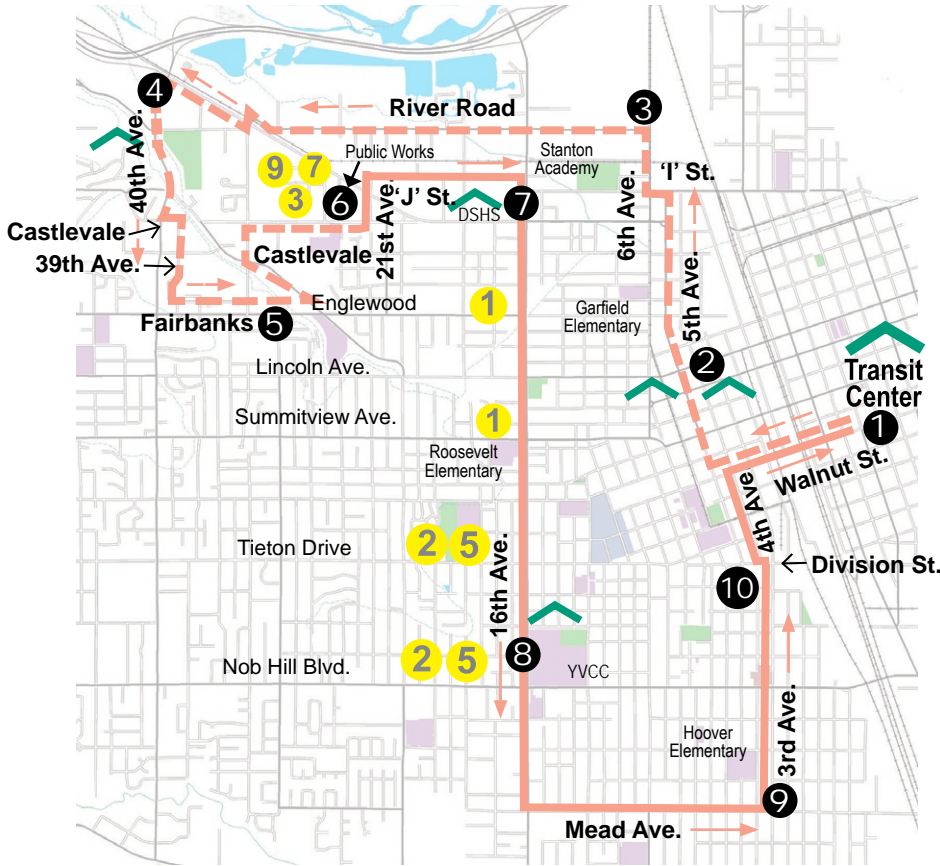 4
River Road
3
40th Ave.
Public Works
9
7
3
6
Stanton
Academy
'I' St.
'J' St.
DSHS
7
21st Ave.
6th Ave.
Castlevale
Castlevale
39th Ave.
5th Ave.
Englewood
1
Garfield
Elementary
Fairbanks
5
2
Lincoln Ave.
Transit
Center
Summitview Ave.
1
1
Roosevelt
Elementary
Walnut St.
4th Ave
Tieton Drive
2
5
16th Ave.
Division St.
10
Nob Hill Blvd.
2
5
8
YVCC
Hoover
Elementary
3rd Ave.
9
Mead Ave.